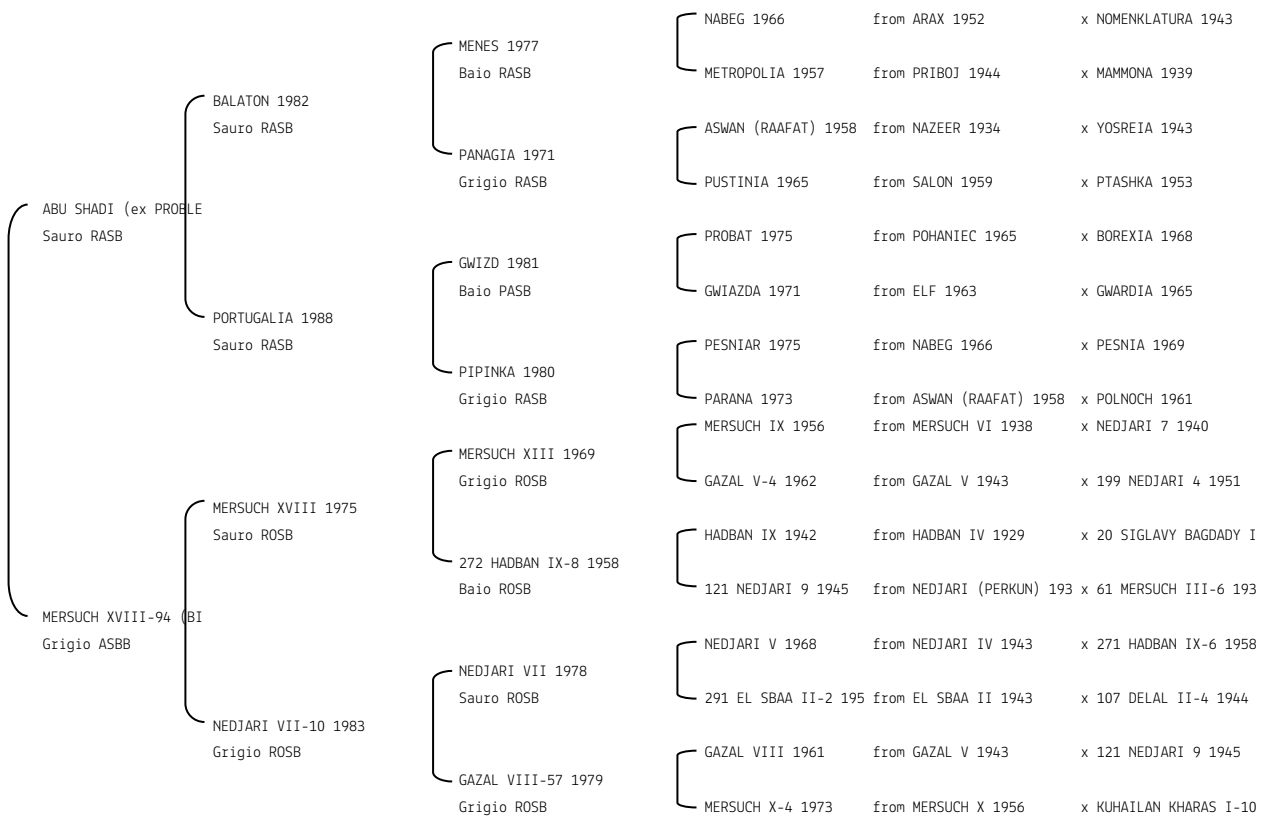 NABEG 1966 from ARAX 1952 x NOMENKLATURA 1943
MENES 1977
Baio RASB
METROPOLIA 1957 from PRIBOJ 1944 x MAMMONA 1939
BALATON 1982
Sauro RASB
ASWAN (RAAFAT) 1958 from NAZEER 1934 x YOSREIA 1943
PANAGIA 1971
Grigio RASB
PUSTINIA 1965 from SALON 1959 x PTASHKA 1953
ABU SHADI (ex PROBLE
Sauro RASB
PROBAT 1975 from POHANIEC 1965 x BOREXIA 1968
GWIZD 1981
Baio PASB
GWIAZDA 1971 from ELF 1963 x GWARDIA 1965
PORTUGALIA 1988
Sauro RASB
PESNIAR 1975 from NABEG 1966 x PESNIA 1969
PIPINKA 1980
Grigio RASB
PARANA 1973 from ASWAN (RAAFAT) 1958 x POLNOCH 1961
MERSUCH IX 1956 from MERSUCH VI 1938 x NEDJARI 7 1940
MERSUCH XIII 1969
Grigio ROSB
GAZAL V-4 1962 from GAZAL V 1943 x 199 NEDJARI 4 1951
MERSUCH XVIII 1975
Sauro ROSB
HADBAN IX 1942 from HADBAN IV 1929 x 20 SIGLAVY BAGDADY I
272 HADBAN IX-8 1958
Baio ROSB
121 NEDJARI 9 1945 from NEDJARI (PERKUN) 193 x 61 MERSUCH III-6 193
MERSUCH XVIII-94 (BI
Grigio ASBB
NEDJARI V 1968 from NEDJARI IV 1943 x 271 HADBAN IX-6 1958
NEDJARI VII 1978
Sauro ROSB
291 EL SBAA II-2 195 from EL SBAA II 1943 x 107 DELAL II-4 1944
NEDJARI VII-10 1983
Grigio ROSB
GAZAL VIII 1961 from GAZAL V 1943 x 121 NEDJARI 9 1945
GAZAL VIII-57 1979
Grigio ROSB
MERSUCH X-4 1973 from MERSUCH X 1956 x KUHAILAN KHARAS I-10